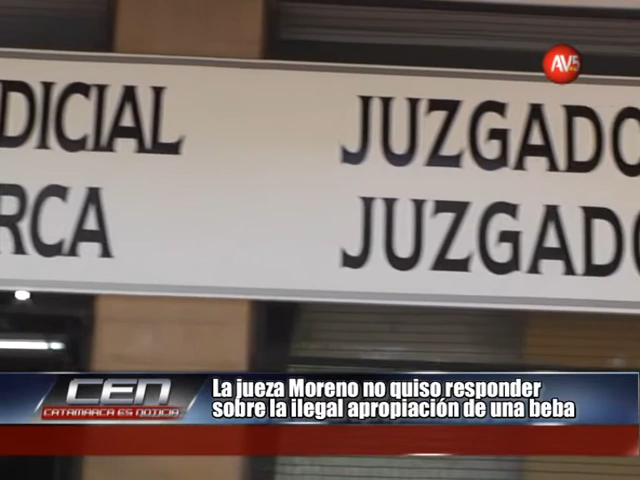 AV5
DICIAL JUZGADO
RCA JUZGADO
CEN
CATAMARCA ES NOTICIA
La jueza Moreno no quiso responder
sobre la ilegal apropiación de una beba